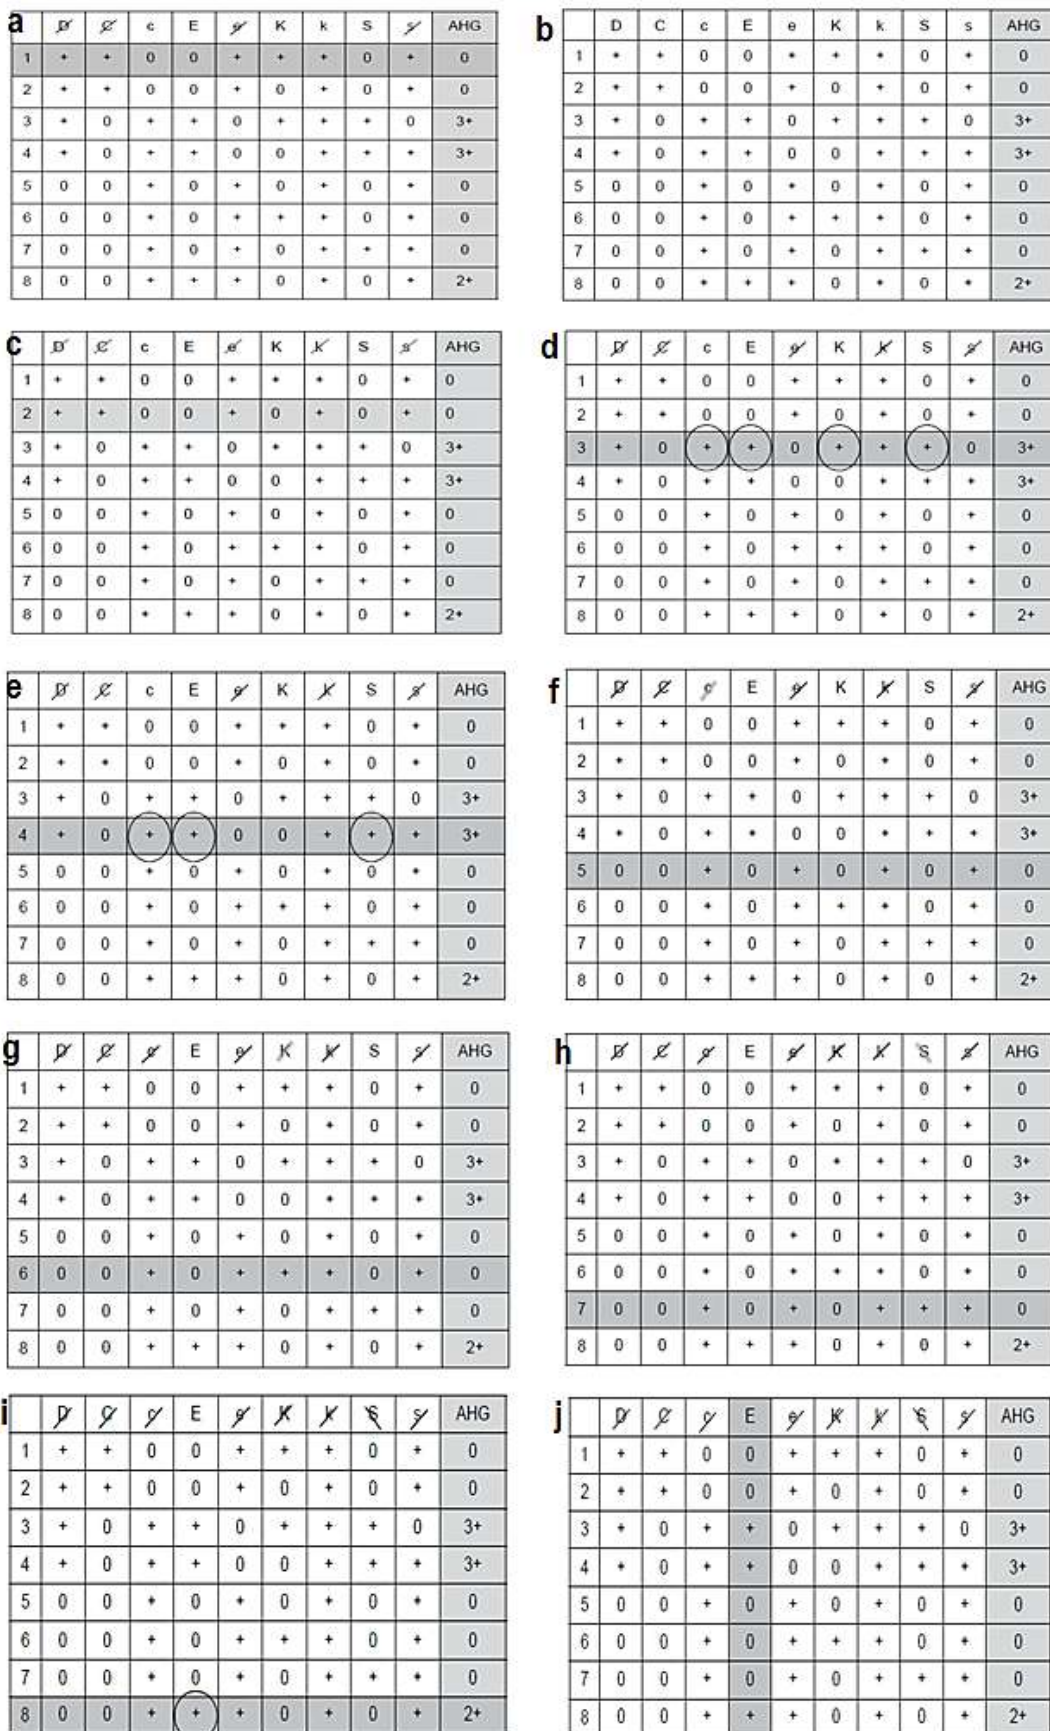 a D C c E e K k S s AHG
1 + + 0 0 + + + 0 + 0
2 + + 0 0 + 0 + 0 + 0
3 + 0 + + 0 + + + 0 3+
4 + 0 + + 0 0 + + + 3+
5 0 0 + 0 + 0 + 0 + 0
6 0 0 + 0 + + + 0 + 0
7 0 0 + 0 + 0 + + + 0
8 0 0 + + + 0 + 0 + 2+
b D C c E e K k S s AHG
1 + + 0 0 + + + 0 + 0
2 + + 0 0 + 0 + 0 + 0
3 + 0 + + 0 + + + 0 3+
4 + 0 + + 0 0 + + + 3+
5 0 0 + 0 + 0 + 0 + 0
6 0 0 + 0 + + + 0 + 0
7 0 0 + 0 + 0 + + + 0
8 0 0 + + + 0 + 0 + 2+
c D C c E e K k S s AHG
1 + + 0 0 + + + 0 + 0
2 + + 0 0 + 0 + 0 + 0
3 + 0 + + 0 + + + 0 3+
4 + 0 + + 0 0 + + + 3+
5 0 0 + 0 + 0 + 0 + 0
6 0 0 + 0 + + + 0 + 0
7 0 0 + 0 + 0 + + + 0
8 0 0 + + + 0 + 0 + 2+
d D C c E e K k S s AHG
1 + + 0 0 + + + 0 + 0
2 + + 0 0 + 0 + 0 + 0
3 + 0 + + 0 + + + 0 3+
4 + 0 + + 0 0 + + + 3+
5 0 0 + 0 + 0 + 0 + 0
6 0 0 + 0 + + + 0 + 0
7 0 0 + 0 + 0 + + + 0
8 0 0 + + + 0 + 0 + 2+
e D C c E e K k S s AHG
1 + + 0 0 + + + 0 + 0
2 + + 0 0 + 0 + 0 + 0
3 + 0 + + 0 + + + 0 3+
4 + 0 + + 0 0 + + + 3+
5 0 0 + 0 + 0 + 0 + 0
6 0 0 + 0 + + + 0 + 0
7 0 0 + 0 + 0 + + + 0
8 0 0 + + + 0 + 0 + 2+
f D C c E e K k S s AHG
1 + + 0 0 + + + 0 + 0
2 + + 0 0 + 0 + 0 + 0
3 + 0 + + 0 + + + 0 3+
4 + 0 + + 0 0 + + + 3+
5 0 0 + 0 + 0 + 0 + 0
6 0 0 + 0 + + + 0 + 0
7 0 0 + 0 + 0 + + + 0
8 0 0 + + + 0 + 0 + 2+
g D C c E e K k S s AHG
1 + + 0 0 + + + 0 + 0
2 + + 0 0 + 0 + 0 + 0
3 + 0 + + 0 + + + 0 3+
4 + 0 + + 0 0 + + + 3+
5 0 0 + 0 + 0 + 0 + 0
6 0 0 + 0 + + + 0 + 0
7 0 0 + 0 + 0 + + + 0
8 0 0 + + + 0 + 0 + 2+
h D C c E e K k S s AHG
1 + + 0 0 + + + 0 + 0
2 + + 0 0 + 0 + 0 + 0
3 + 0 + + 0 + + + 0 3+
4 + 0 + + 0 0 + + + 3+
5 0 0 + 0 + 0 + 0 + 0
6 0 0 + 0 + + + 0 + 0
7 0 0 + 0 + 0 + + + 0
8 0 0 + + + 0 + 0 + 2+
i D C c E e K k S s AHG
1 + + 0 0 + + + 0 + 0
2 + + 0 0 + 0 + 0 + 0
3 + 0 + + 0 + + + 0 3+
4 + 0 + + 0 0 + + + 3+
5 0 0 + 0 + 0 + 0 + 0
6 0 0 + 0 + + + 0 + 0
7 0 0 + 0 + 0 + + + 0
8 0 0 + + + 0 + 0 + 2+
j D C c E e K k S s AHG
1 + + 0 0 + + + 0 + 0
2 + + 0 0 + 0 + 0 + 0
3 + 0 + + 0 + + + 0 3+
4 + 0 + + 0 0 + + + 3+
5 0 0 + 0 + 0 + 0 + 0
6 0 0 + 0 + + + 0 + 0
7 0 0 + 0 + 0 + + + 0
8 0 0 + + + 0 + 0 + 2+